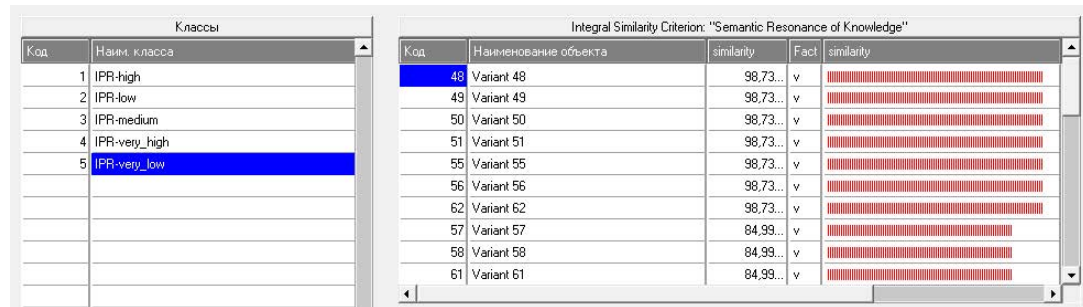 Классы
Код Наим. класса
1 IPR-high
2 IPR-low
3 IPR-medium
4 IPR-very_high
5 IPR-very_low
Integral Similarity Criterion: "Semantic Resonance of Knowledge"
Код Наименование объекта similarity Fact similarity
48 Variant 48 98,73... v
49 Variant 49 98,73... v
50 Variant 50 98,73... v
51 Variant 51 98,73... v
55 Variant 55 98,73... v
56 Variant 56 98,73... v
62 Variant 62 98,73... v
57 Variant 57 84,99... v
58 Variant 58 84,99... v
61 Variant 61 84,99... v